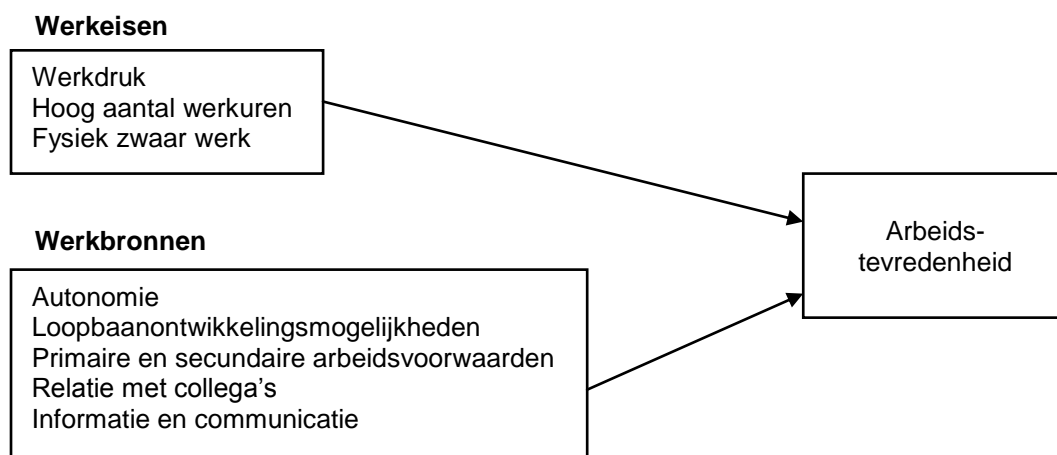 Werkeisen
Werkdruk
Hoog aantal werkuren
Fysiek zwaar werk
Werkbronnen
Autonomie
Loopbaanontwikkelingsmogelijkheden
Primaire en secundaire arbeidsvoorwaarden
Relatie met collega's
Informatie en communicatie
Arbeids-
tevredenheid